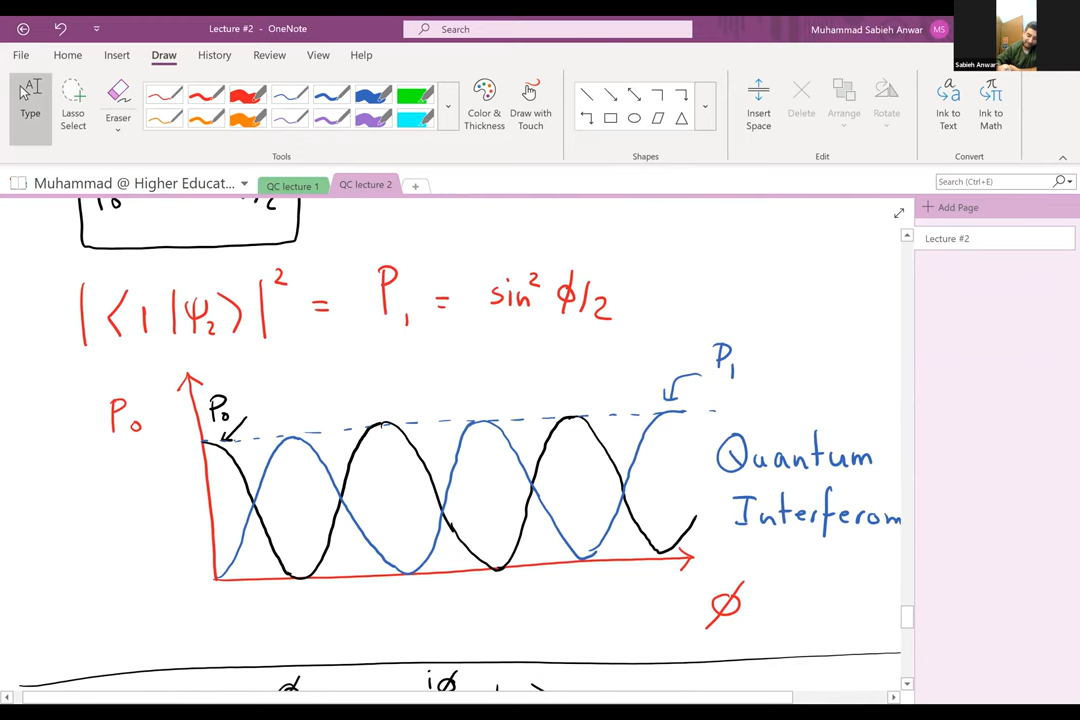 Lecture #2 - OneNote
Search
Muhammad Sabieh Anwar
MS
Sabieh Anwar
File Home Insert Draw History Review View Help
Type
Lasso Select
Eraser
Color & Thickness
Draw with Touch
Insert Space
Delete
Arrange
Rotate
Ink to Text
Ink to Math
Tools
Shapes
Edit
Convert
Muhammad @ Higher Educat...
QC lecture 1
QC lecture 2
Search (Ctrl+E)
Add Page
Lecture #2
|⟨1|ψ₂⟩|² = P₁ = sin² ϕ/2
P₁
P₀
P₀
Quantum
Interferom
ϕ
iϕ